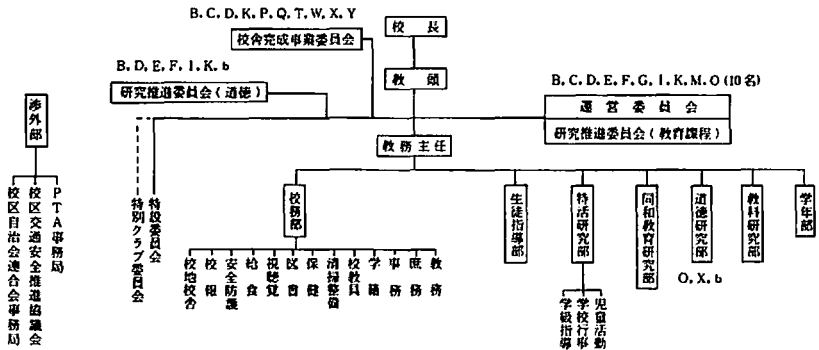 B.C.D.K.P.Q.T.W.X.Y
校舎完成事業委員会
校長
教頭
B.D.E.F.I.K.b
研究推進委員会(道徳)
B.C.D.E.F.G.I.K.M.O(10名)
運営委員会
研究推進委員会(教育課程)
教務主任
渉外部
PTA事務局
校区交通安全推進協議会
校区自治会連合会事務局
特設委員会
特別クラブ委員会
校務部
教務
庶務
事務
学籍
校教具
清掃整備
保健
図書
視聴覚
給食
安全防護
校報
校地校舎
生徒指導部
特活研究部
児童活動
学校行事
学級指導
同和教育研究部
道徳研究部
O.X.b
教科研究部
学年部